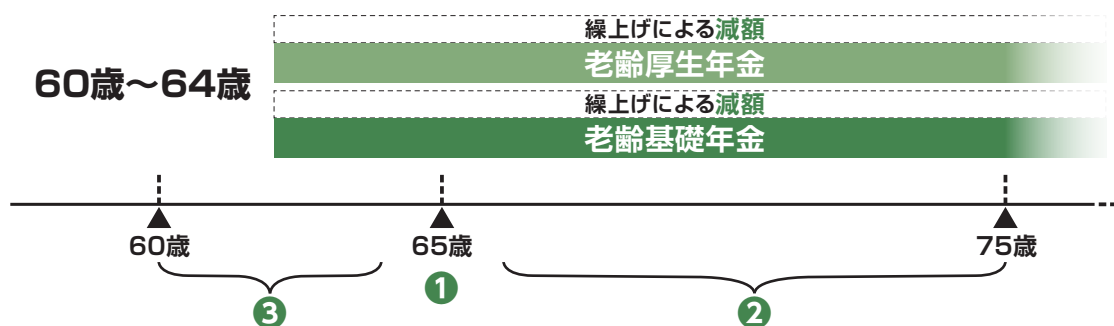 繰上げによる減額
老齢厚生年金
60歳〜64歳
繰上げによる減額
老齢基礎年金
60歳
65歳
75歳
❸
❶
❷